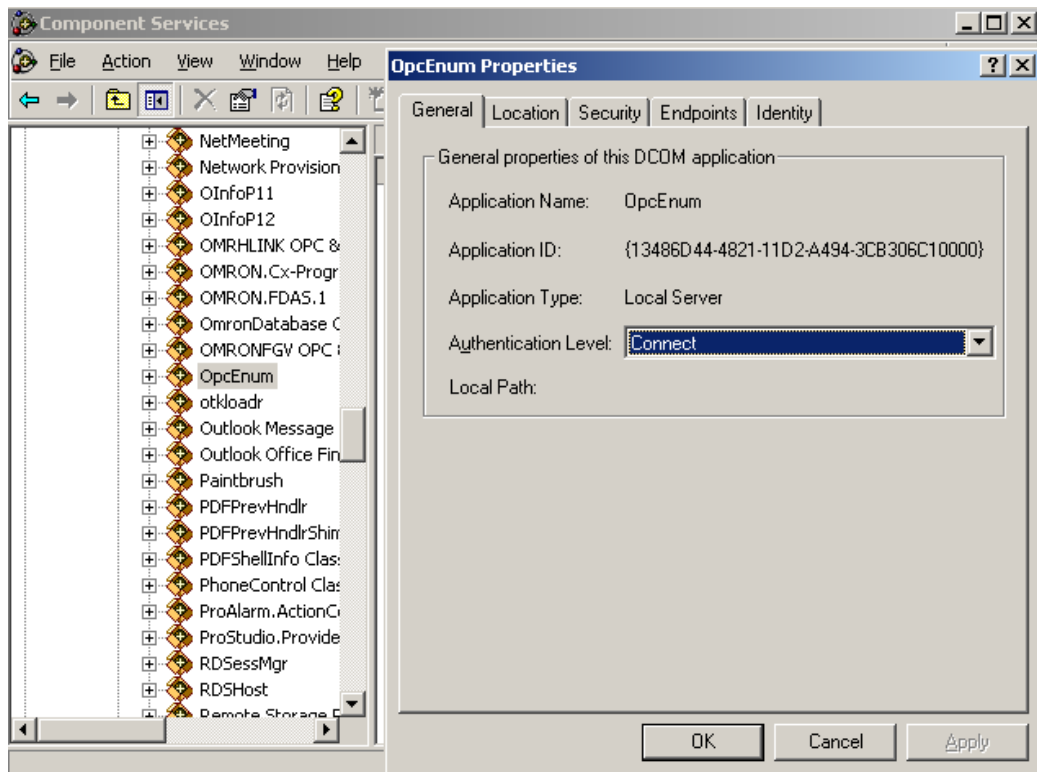 Component Services
File Action View Window Help
NetMeeting
Network Provision
OInfoP11
OInfoP12
OMRHLINK OPC &
OMRON.Cx-Progr
OMRON.FDAS.1
OmronDatabase C
OMRONFGV OPC &
OpcEnum
otkloadr
Outlook Message
Outlook Office Fin
Paintbrush
PDFPrevHndlr
PDFPrevHndlrShim
PDFShellInfo Clas
PhoneControl Clas
ProAlarm.ActionC
ProStudio.Provide
RDSessMgr
RDSHost
Remote Storage
OpcEnum Properties
General Location Security Endpoints Identity
General properties of this DCOM application
Application Name: OpcEnum
Application ID: {13486D44-4821-11D2-A494-3CB306C10000}
Application Type: Local Server
Authentication Level: Connect
Local Path:
OK Cancel Apply